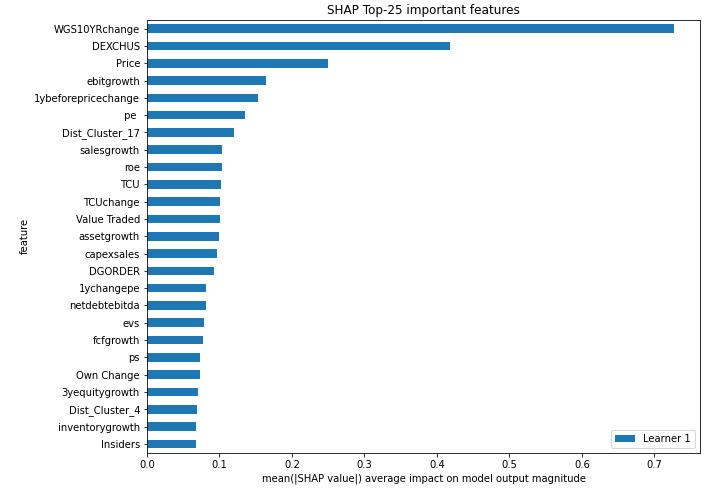 SHAP Top-25 important features
WGS10YRchange
DEXCHUS
Price
ebitgrowth
1ybeforepricechange
pe
Dist_Cluster_17
salesgrowth
roe
TCU
TCUchange
Value Traded
assetgrowth
capexsales
DGORDER
1ychangepe
netdebtebitda
evs
fcfgrowth
ps
Own Change
3yequitygrowth
Dist_Cluster_4
inventorygrowth
Insiders
feature
Learner 1
0.0 0.1 0.2 0.3 0.4 0.5 0.6 0.7
mean(|SHAP value|) average impact on model output magnitude